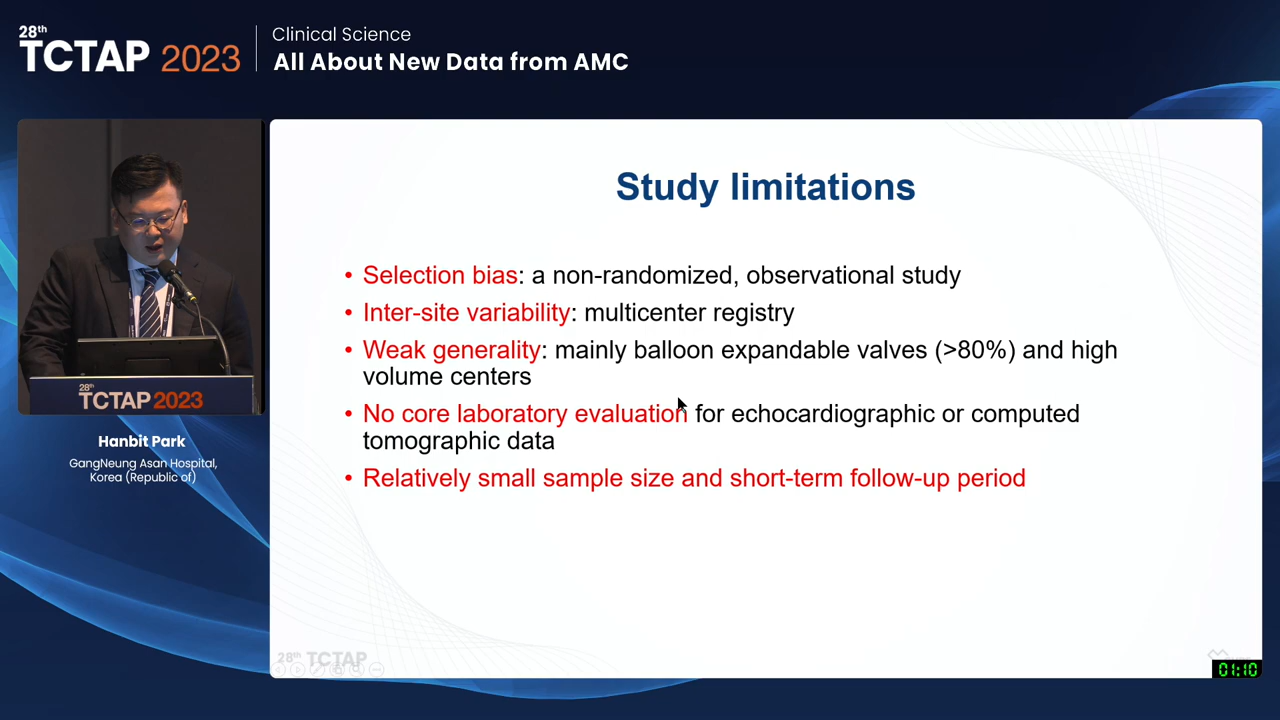 28th
TCTAP 2023
Clinical Science
All About New Data from AMC
28th
TCTAP 2023
Hanbit Park
GangNeung Asan Hospital,
Korea (Republic of)
Study limitations
• Selection bias: a non-randomized, observational study
• Inter-site variability: multicenter registry
• Weak generality: mainly balloon expandable valves (>80%) and high
volume centers
• No core laboratory evaluation for echocardiographic or computed
tomographic data
• Relatively small sample size and short-term follow-up period
28th TCTAP
01:10